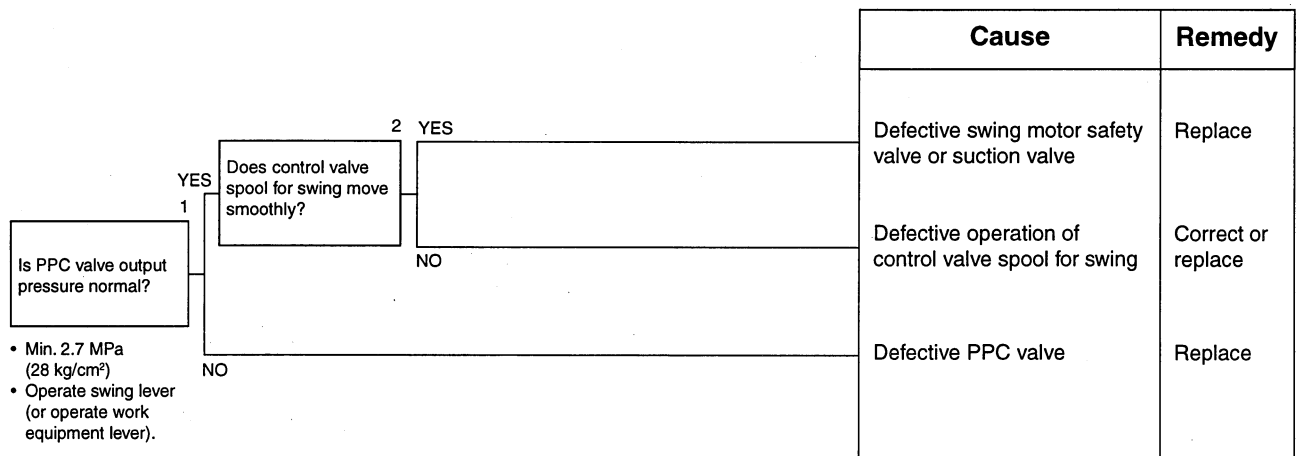 Cause
Remedy
2
YES
Does control valve
spool for swing move
smoothly?
Defective swing motor safety
valve or suction valve
Replace
YES
1
Is PPC valve output
pressure normal?
NO
Defective operation of
control valve spool for swing
Correct or
replace
• Min. 2.7 MPa
(28 kg/cm²)
• Operate swing lever
(or operate work
equipment lever).
NO
Defective PPC valve
Replace